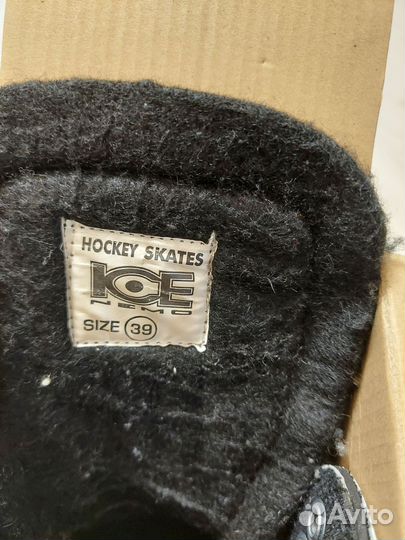 HOCKEY SKATES
ICE
SIZE 39
Avito